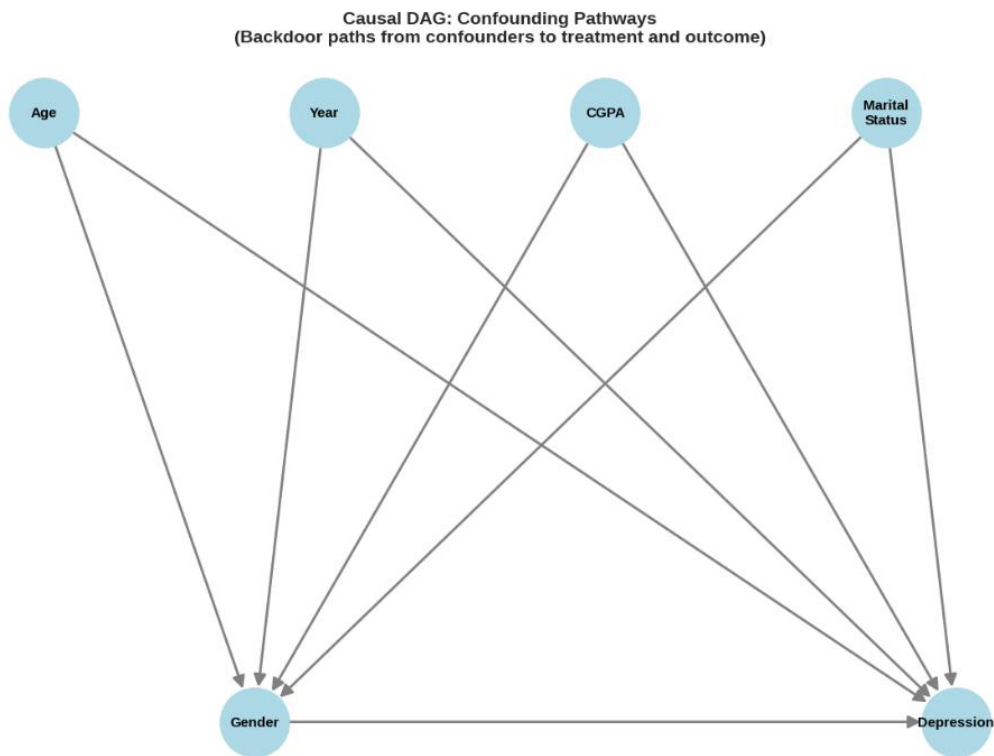 Causal DAG: Confounding Pathways
(Backdoor paths from confounders to treatment and outcome)
Age
Year
CGPA
Marital
Status
Gender
Depression